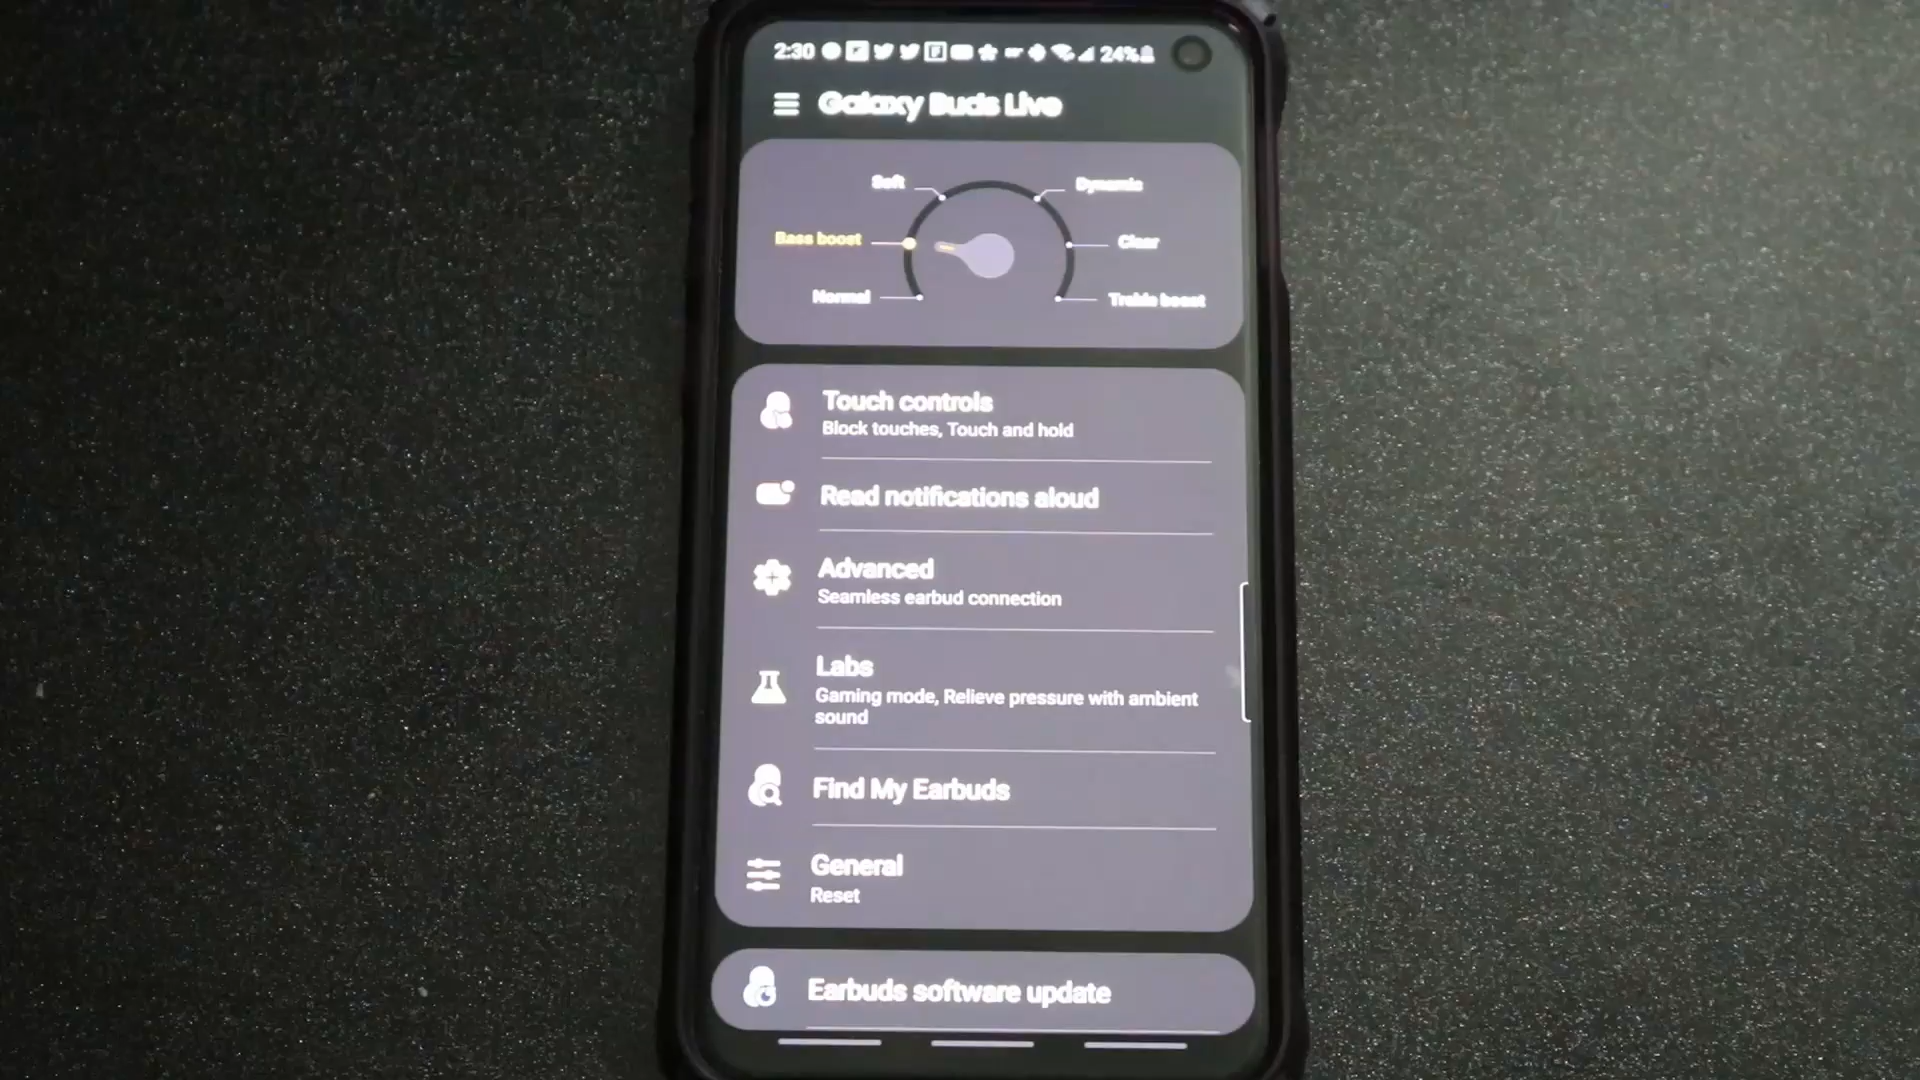 2:30 24%
Galaxy Buds Live
Soft
Dynamic
Bass boost
Clear
Normal
Treble boost
Touch controls
Block touches, Touch and hold
Read notifications aloud
Advanced
Seamless earbud connection
Labs
Gaming mode, Relieve pressure with ambient
sound
Find My Earbuds
General
Reset
Earbuds software update